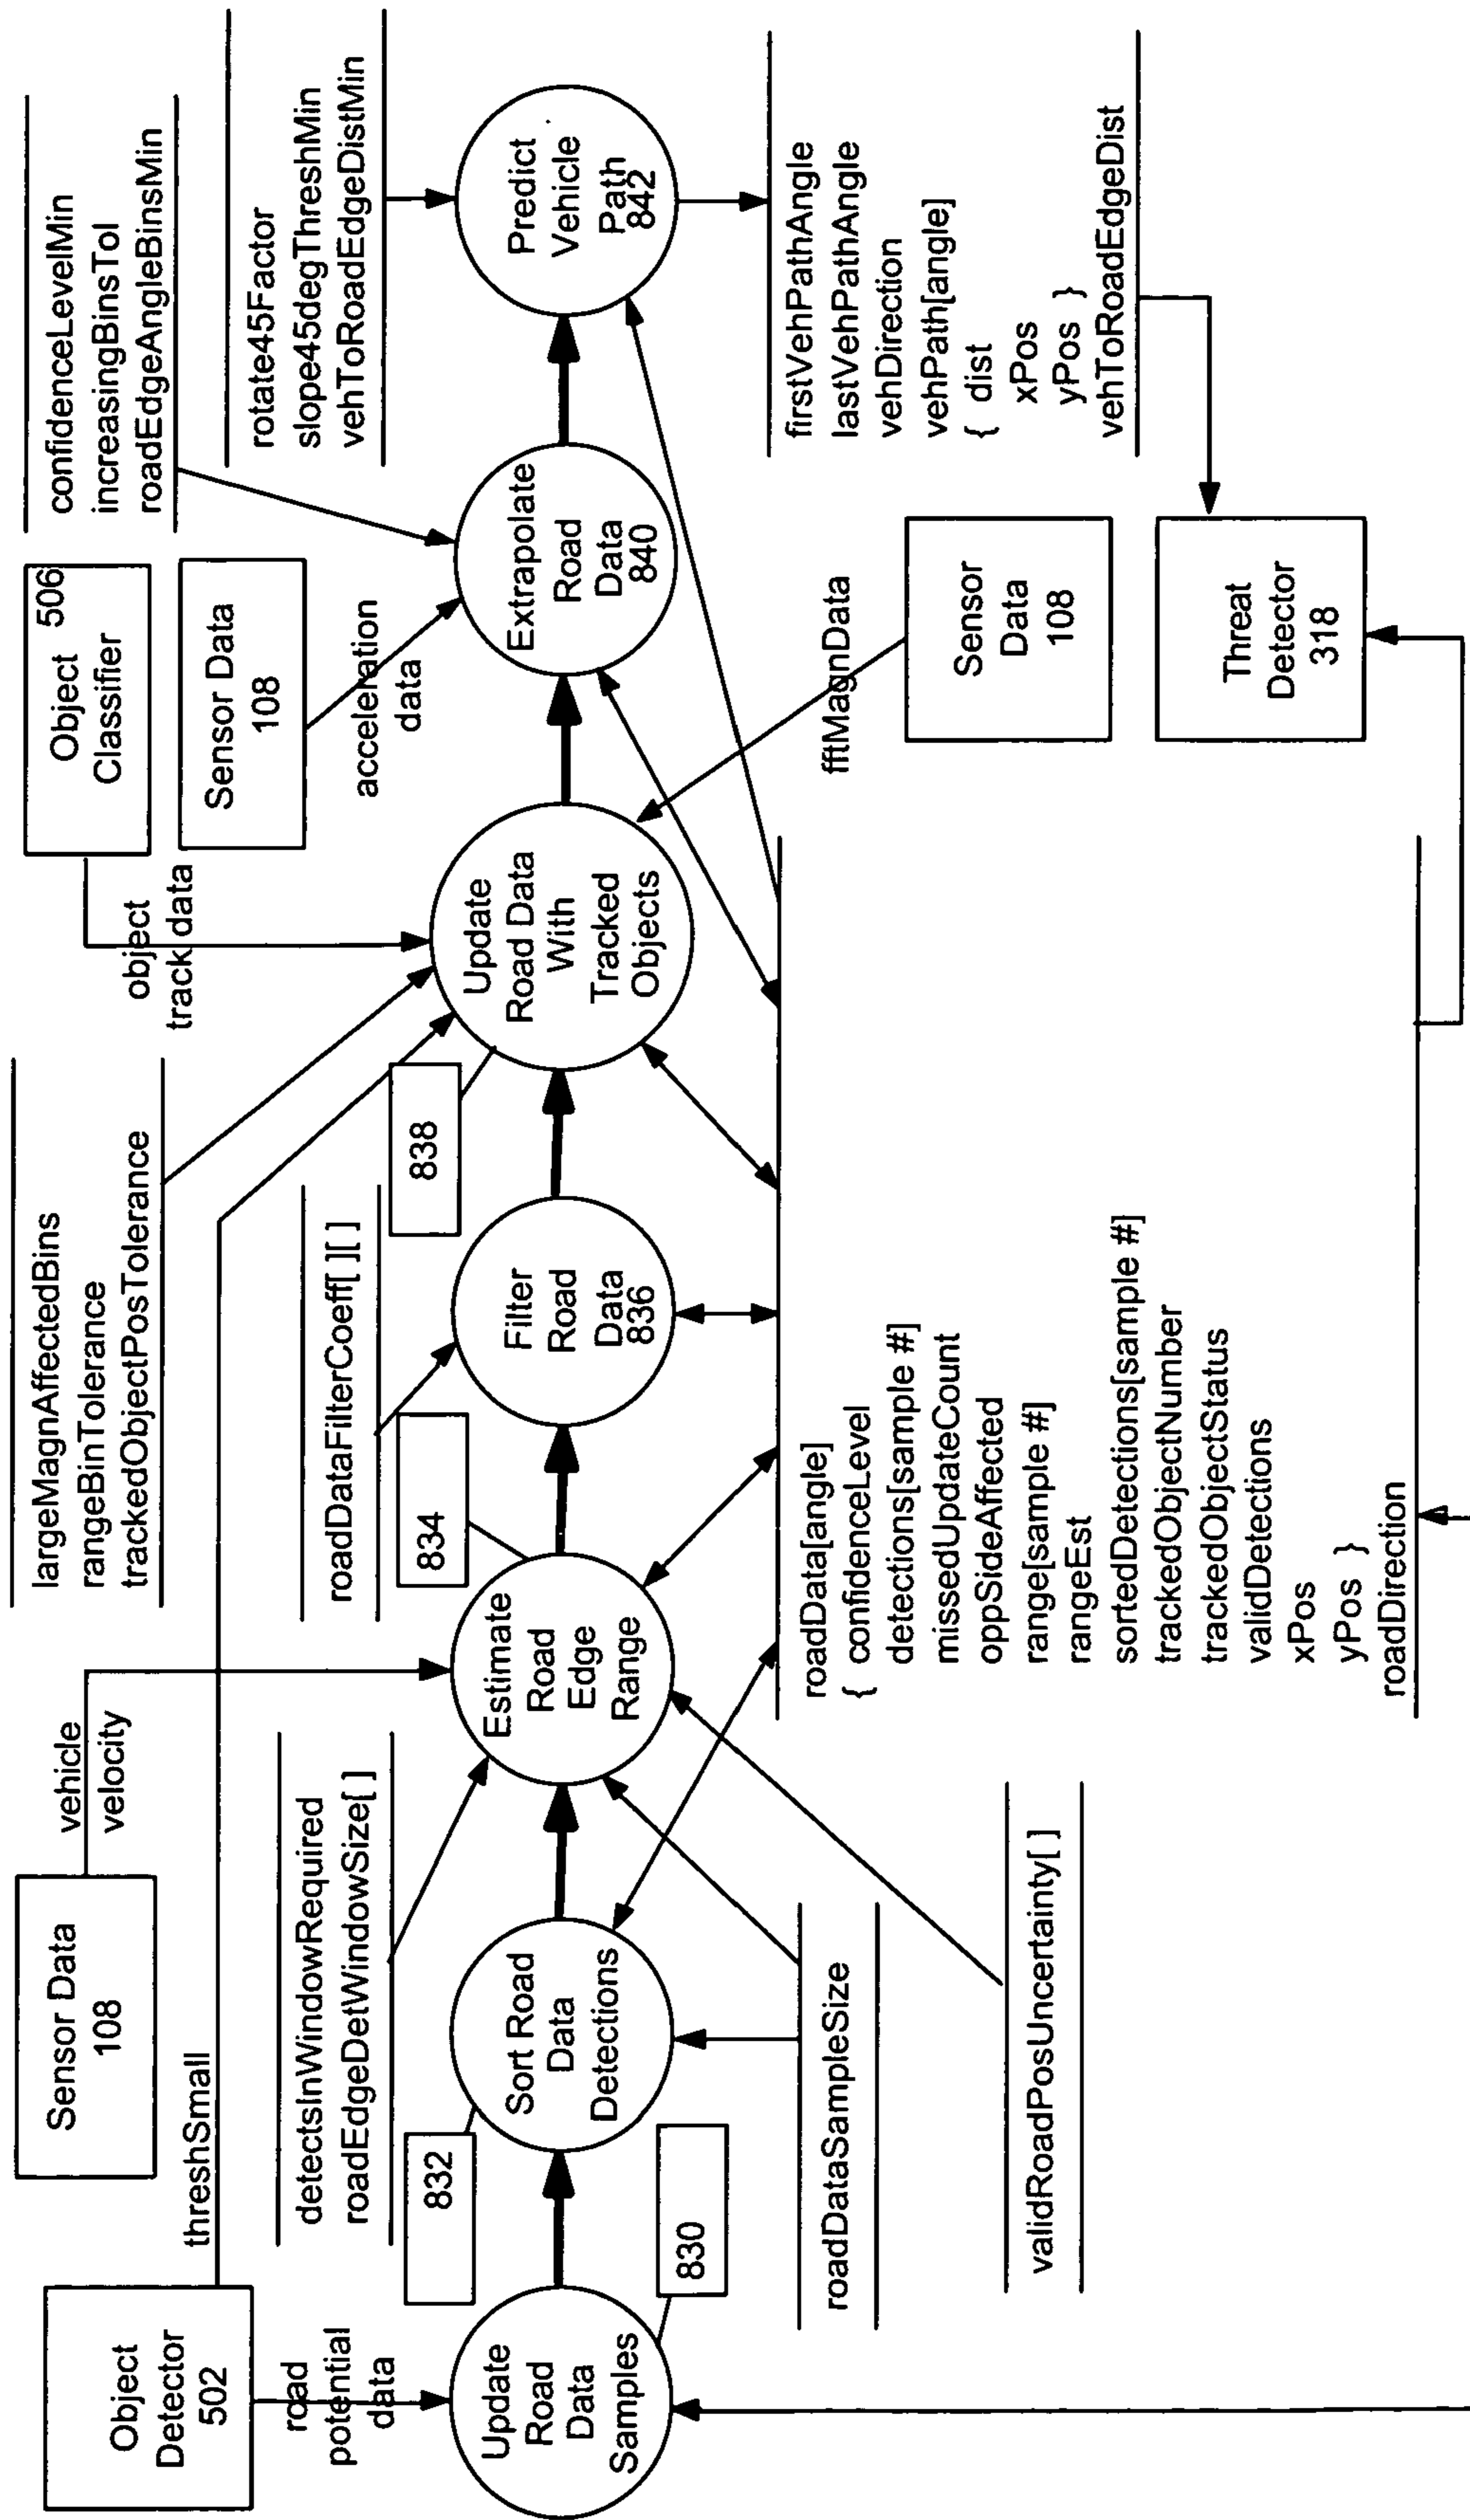 Object
Detector
502
road
potential
data
Update
Road
Data
Samples
830
threshSmall
Sensor Data
108
vehicle
velocity
detectsInWindowRequired
roadEdgeDetWindowSize[ ]
832
Sort Road
Data
Detections
roadDataSampleSize
validRoadPosUncertainty[ ]
Estimate
Road
Edge
Range
834
largeMagnAffectedBins
rangeBinTolerance
trackedObjectPosTolerance
roadDataFilterCoeff[ ][ ]
Filter
Road
Data
836
838
object
track data
Update
Road Data
With
Tracked
Objects
Object 506
Classifier
Sensor Data
108
acceleration
data
confidenceLevelMin
increasingBinsTol
roadEdgeAngleBinsMin
Extrapolate
Road
Data
840
rotate45Factor
slope45degThreshMin
vehToRoadEdgeDistMin
Predict
Vehicle
Path
842
roadData[angle]
{ confidenceLevel
detections[sample #]
missedUpdateCount
oppSideAffected
range[sample #]
rangeEst
sortedDetections[sample #]
trackedObjectNumber
trackedObjectStatus
validDetections
xPos
yPos }
roadDirection
fftMagnData
Sensor
Data
108
Threat
Detector
318
firstVehPathAngle
lastVehPathAngle
vehDirection
vehPath[angle]
{ dist
xPos
yPos }
vehToRoadEdgeDist